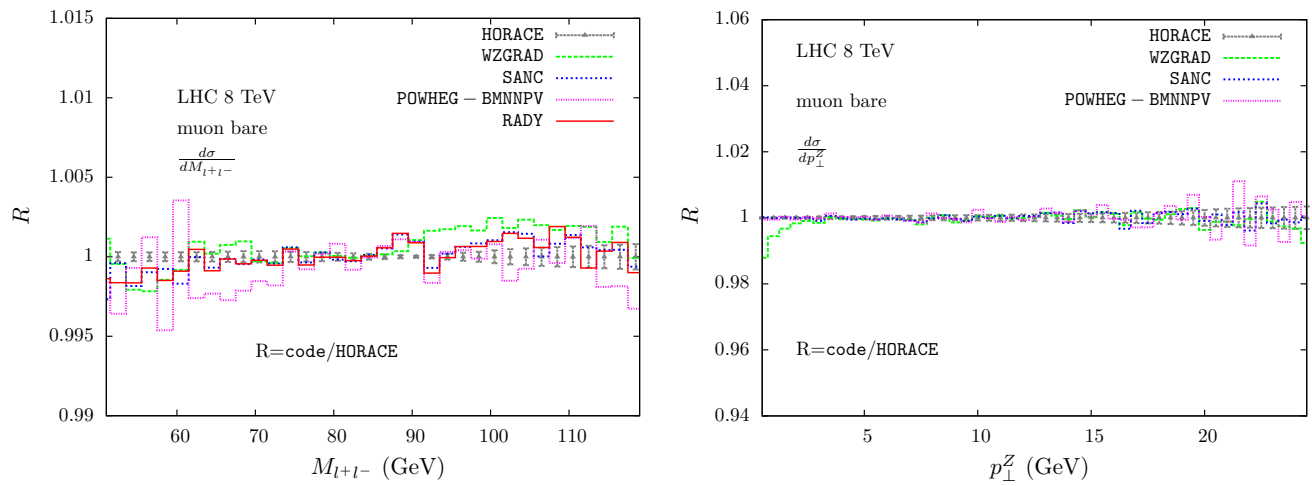 1.015
1.01
1.005
1
0.995
0.99
R
HORACE
WZGRAD
SANC
POWHEG − BMNNPV
RADY
LHC 8 TeV
muon bare
dσ/dM_{l+l−}
R=code/HORACE
60 70 80 90 100 110
M_{l+l−} (GeV)
1.06
1.04
1.02
1
0.98
0.96
0.94
R
HORACE
WZGRAD
SANC
POWHEG − BMNNPV
LHC 8 TeV
muon bare
dσ/dp_⊥^Z
R=code/HORACE
5 10 15 20
p_⊥^Z (GeV)